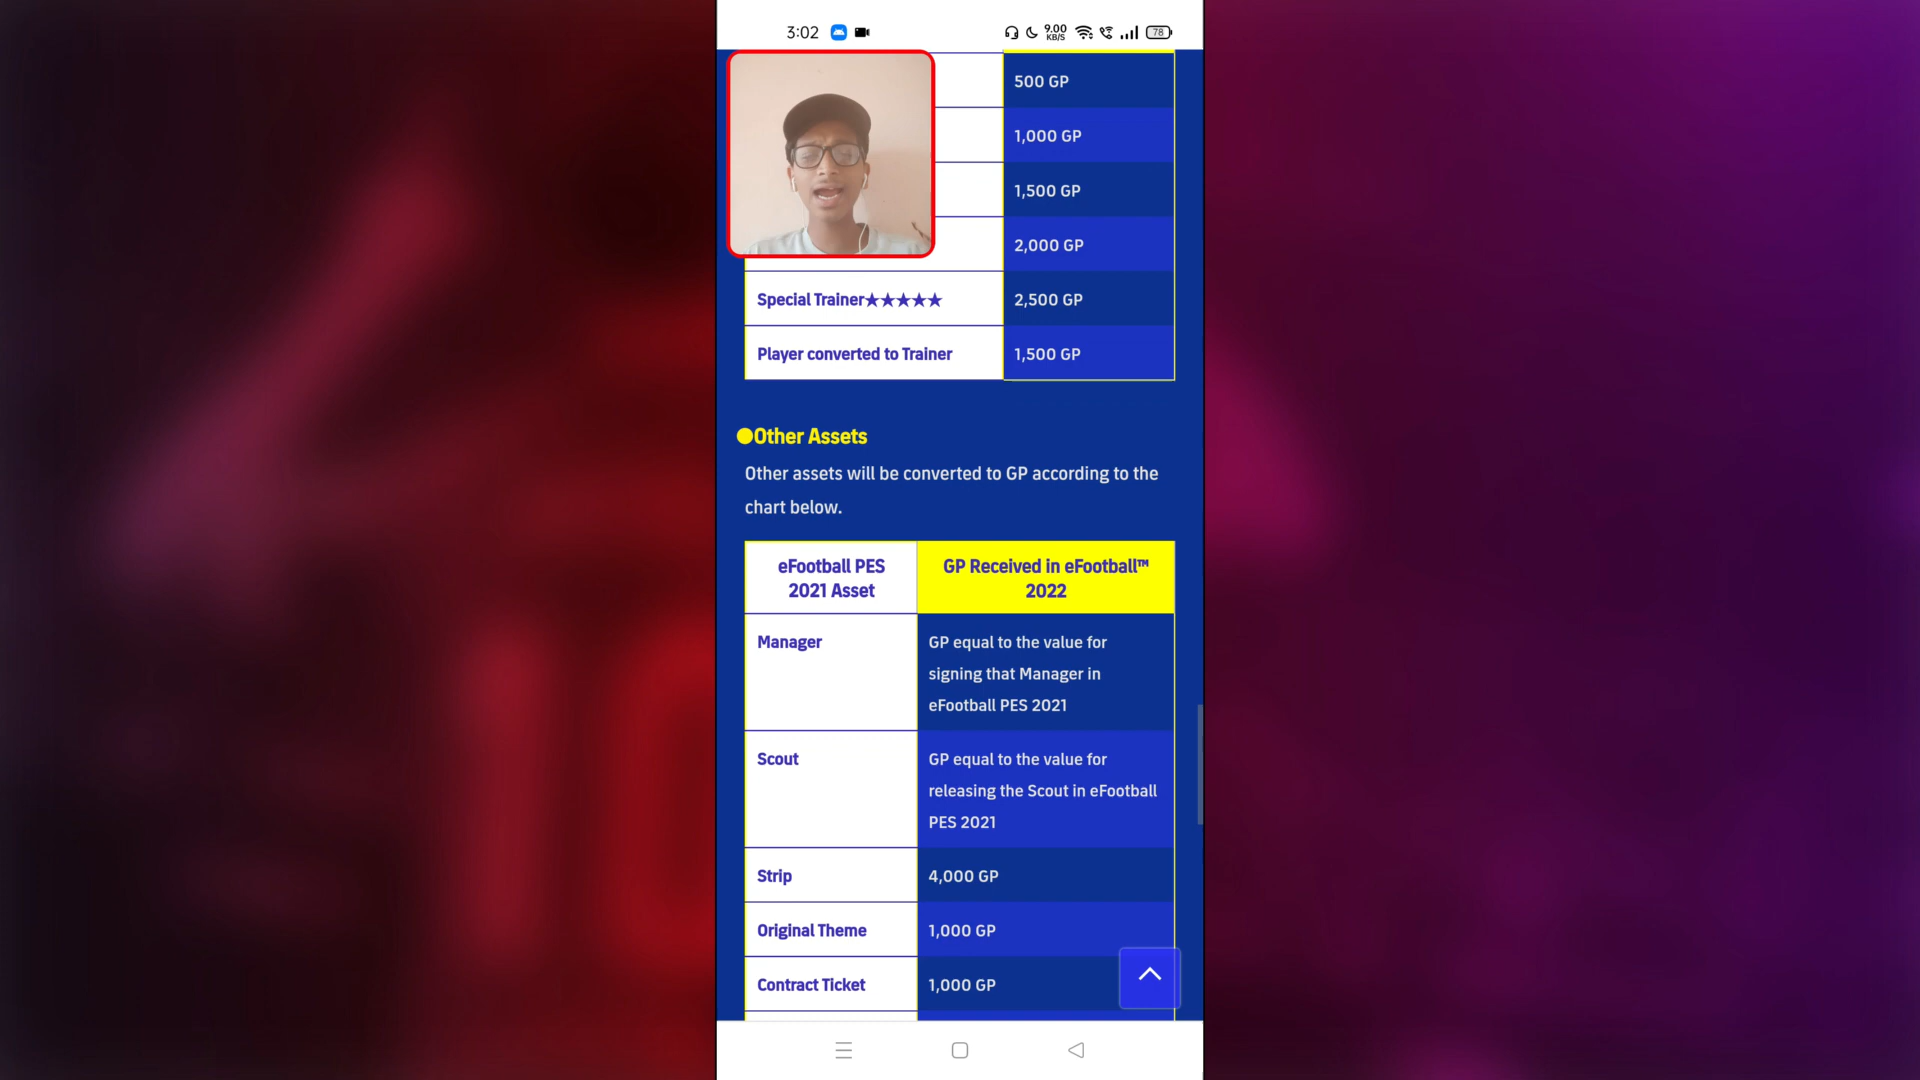 3:02
9.00
KB/S
78
500 GP
1,000 GP
1,500 GP
2,000 GP
Special Trainer★★★★★
2,500 GP
Player converted to Trainer
1,500 GP
●Other Assets
Other assets will be converted to GP according to the
chart below.
eFootball PES
2021 Asset
GP Received in eFootball™
2022
Manager
GP equal to the value for
signing that Manager in
eFootball PES 2021
Scout
GP equal to the value for
releasing the Scout in eFootball
PES 2021
Strip
4,000 GP
Original Theme
1,000 GP
Contract Ticket
1,000 GP